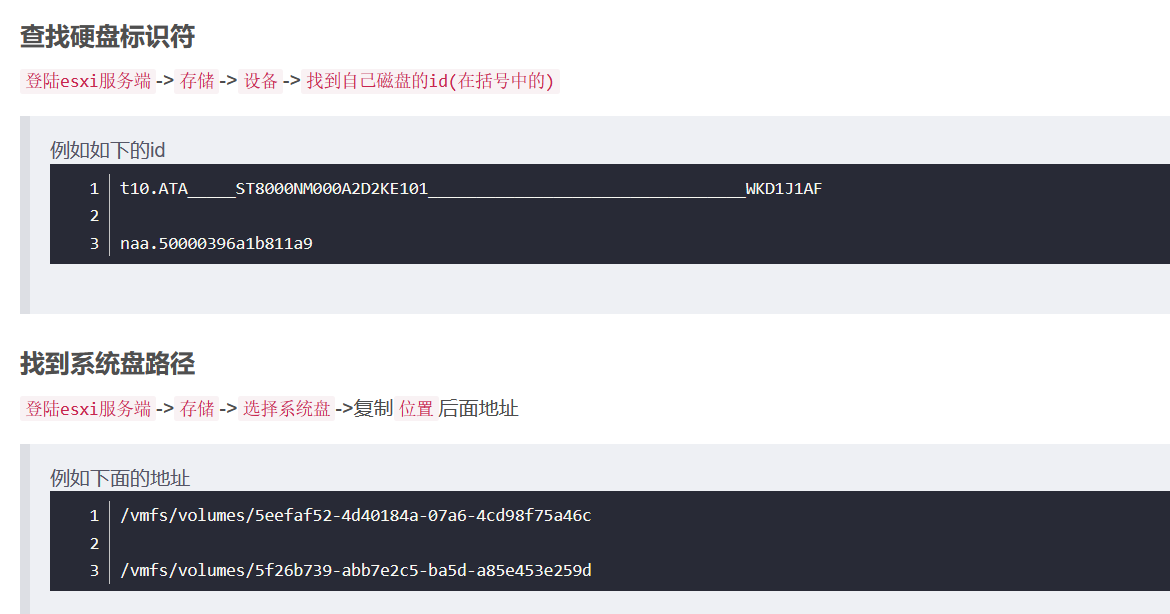 查找硬盘标识符
登陆esxi服务端->存储->设备->找到自己磁盘的id(在括号中的)
例如如下的id
1 t10.ATA_____ST8000NM000A2D2KE101_________________________________WKD1J1AF
2
3 naa.50000396a1b811a9
找到系统盘路径
登陆esxi服务端->存储->选择系统盘->复制位置后面地址
例如下面的地址
1 /vmfs/volumes/5eefaf52-4d40184a-07a6-4cd98f75a46c
2
3 /vmfs/volumes/5f26b739-abb7e2c5-ba5d-a85e453e259d